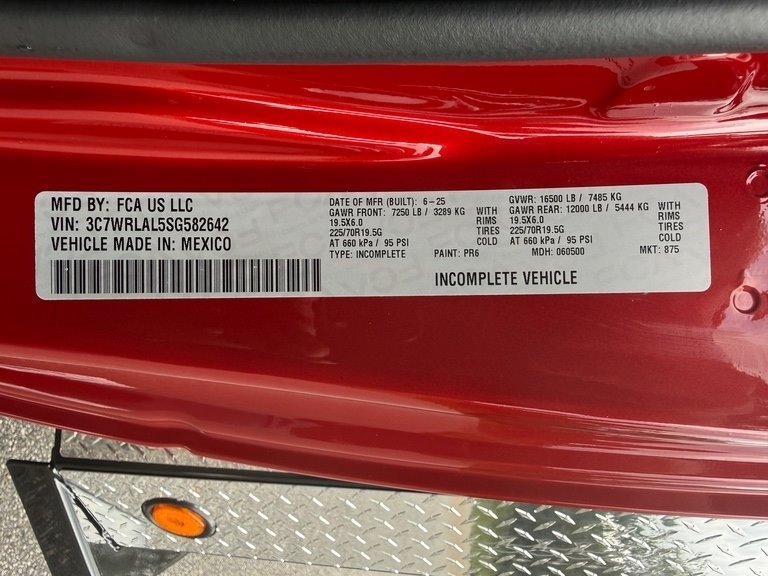 MFD BY: FCA US LLC
VIN: 3C7WRLAL5SG582642
VEHICLE MADE IN: MEXICO
DATE OF MFR (BUILT): 6-25
GAWR FRONT: 7250 LB / 3289 KG WITH
19.5X6.0 RIMS
225/70R19.5G TIRES
AT 660 kPa / 95 PSI COLD
TYPE: INCOMPLETE
GVWR: 16500 LB / 7485 KG
GAWR REAR: 12000 LB / 5444 KG WITH
19.5X6.0 RIMS
225/70R19.5G TIRES
AT 660 kPa / 95 PSI COLD
PAINT: PR6 MDH: 060500 MKT: 875
INCOMPLETE VEHICLE